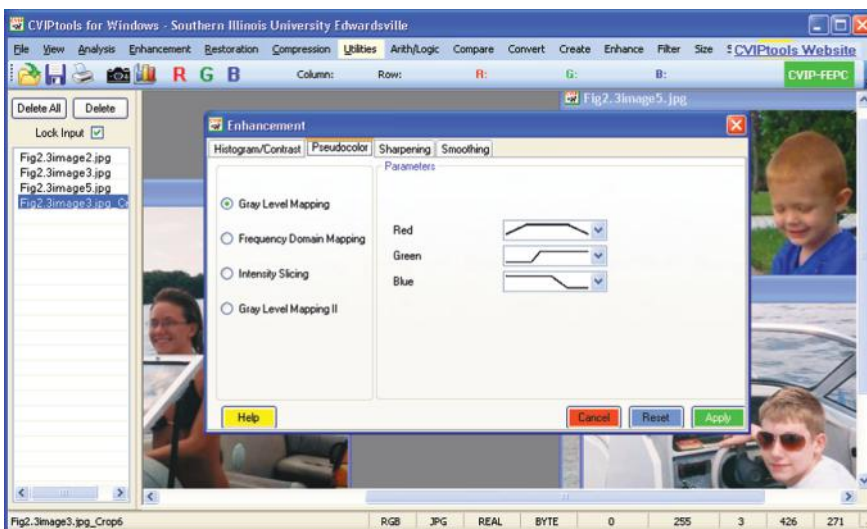 CVIPtools for Windows - Southern Illinois University Edwardsville
File View Analysis Enhancement Restoration Compression Utilities Arith/Logic Compare Convert Create Enhance Filter Size CVIPtools Website
R G B Column: Row: R: G: B: CVIP-FEPC
Delete All Delete
Lock Input
Fig2.3image2.jpg
Fig2.3image3.jpg
Fig2.3image5.jpg
Fig2.3image3.jpg_Cr
Fig2.3image5.jpg
Enhancement
Histogram/Contrast Pseudocolor Sharpening Smoothing
Gray Level Mapping
Frequency Domain Mapping
Intensity Slicing
Gray Level Mapping II
Parameters
Red
Green
Blue
Help Cancel Reset Apply
Fig2.3image3.jpg_Crop6 RGB JPG REAL BYTE 0 255 3 426 271